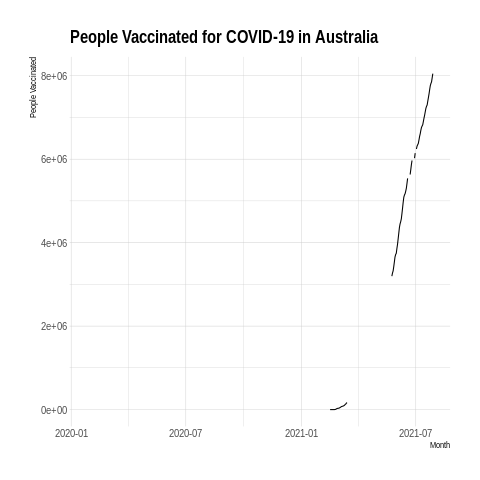 People Vaccinated for COVID-19 in Australia
People Vaccinated
8e+06
6e+06
4e+06
2e+06
0e+00
2020-01 2020-07 2021-01 2021-07
Month